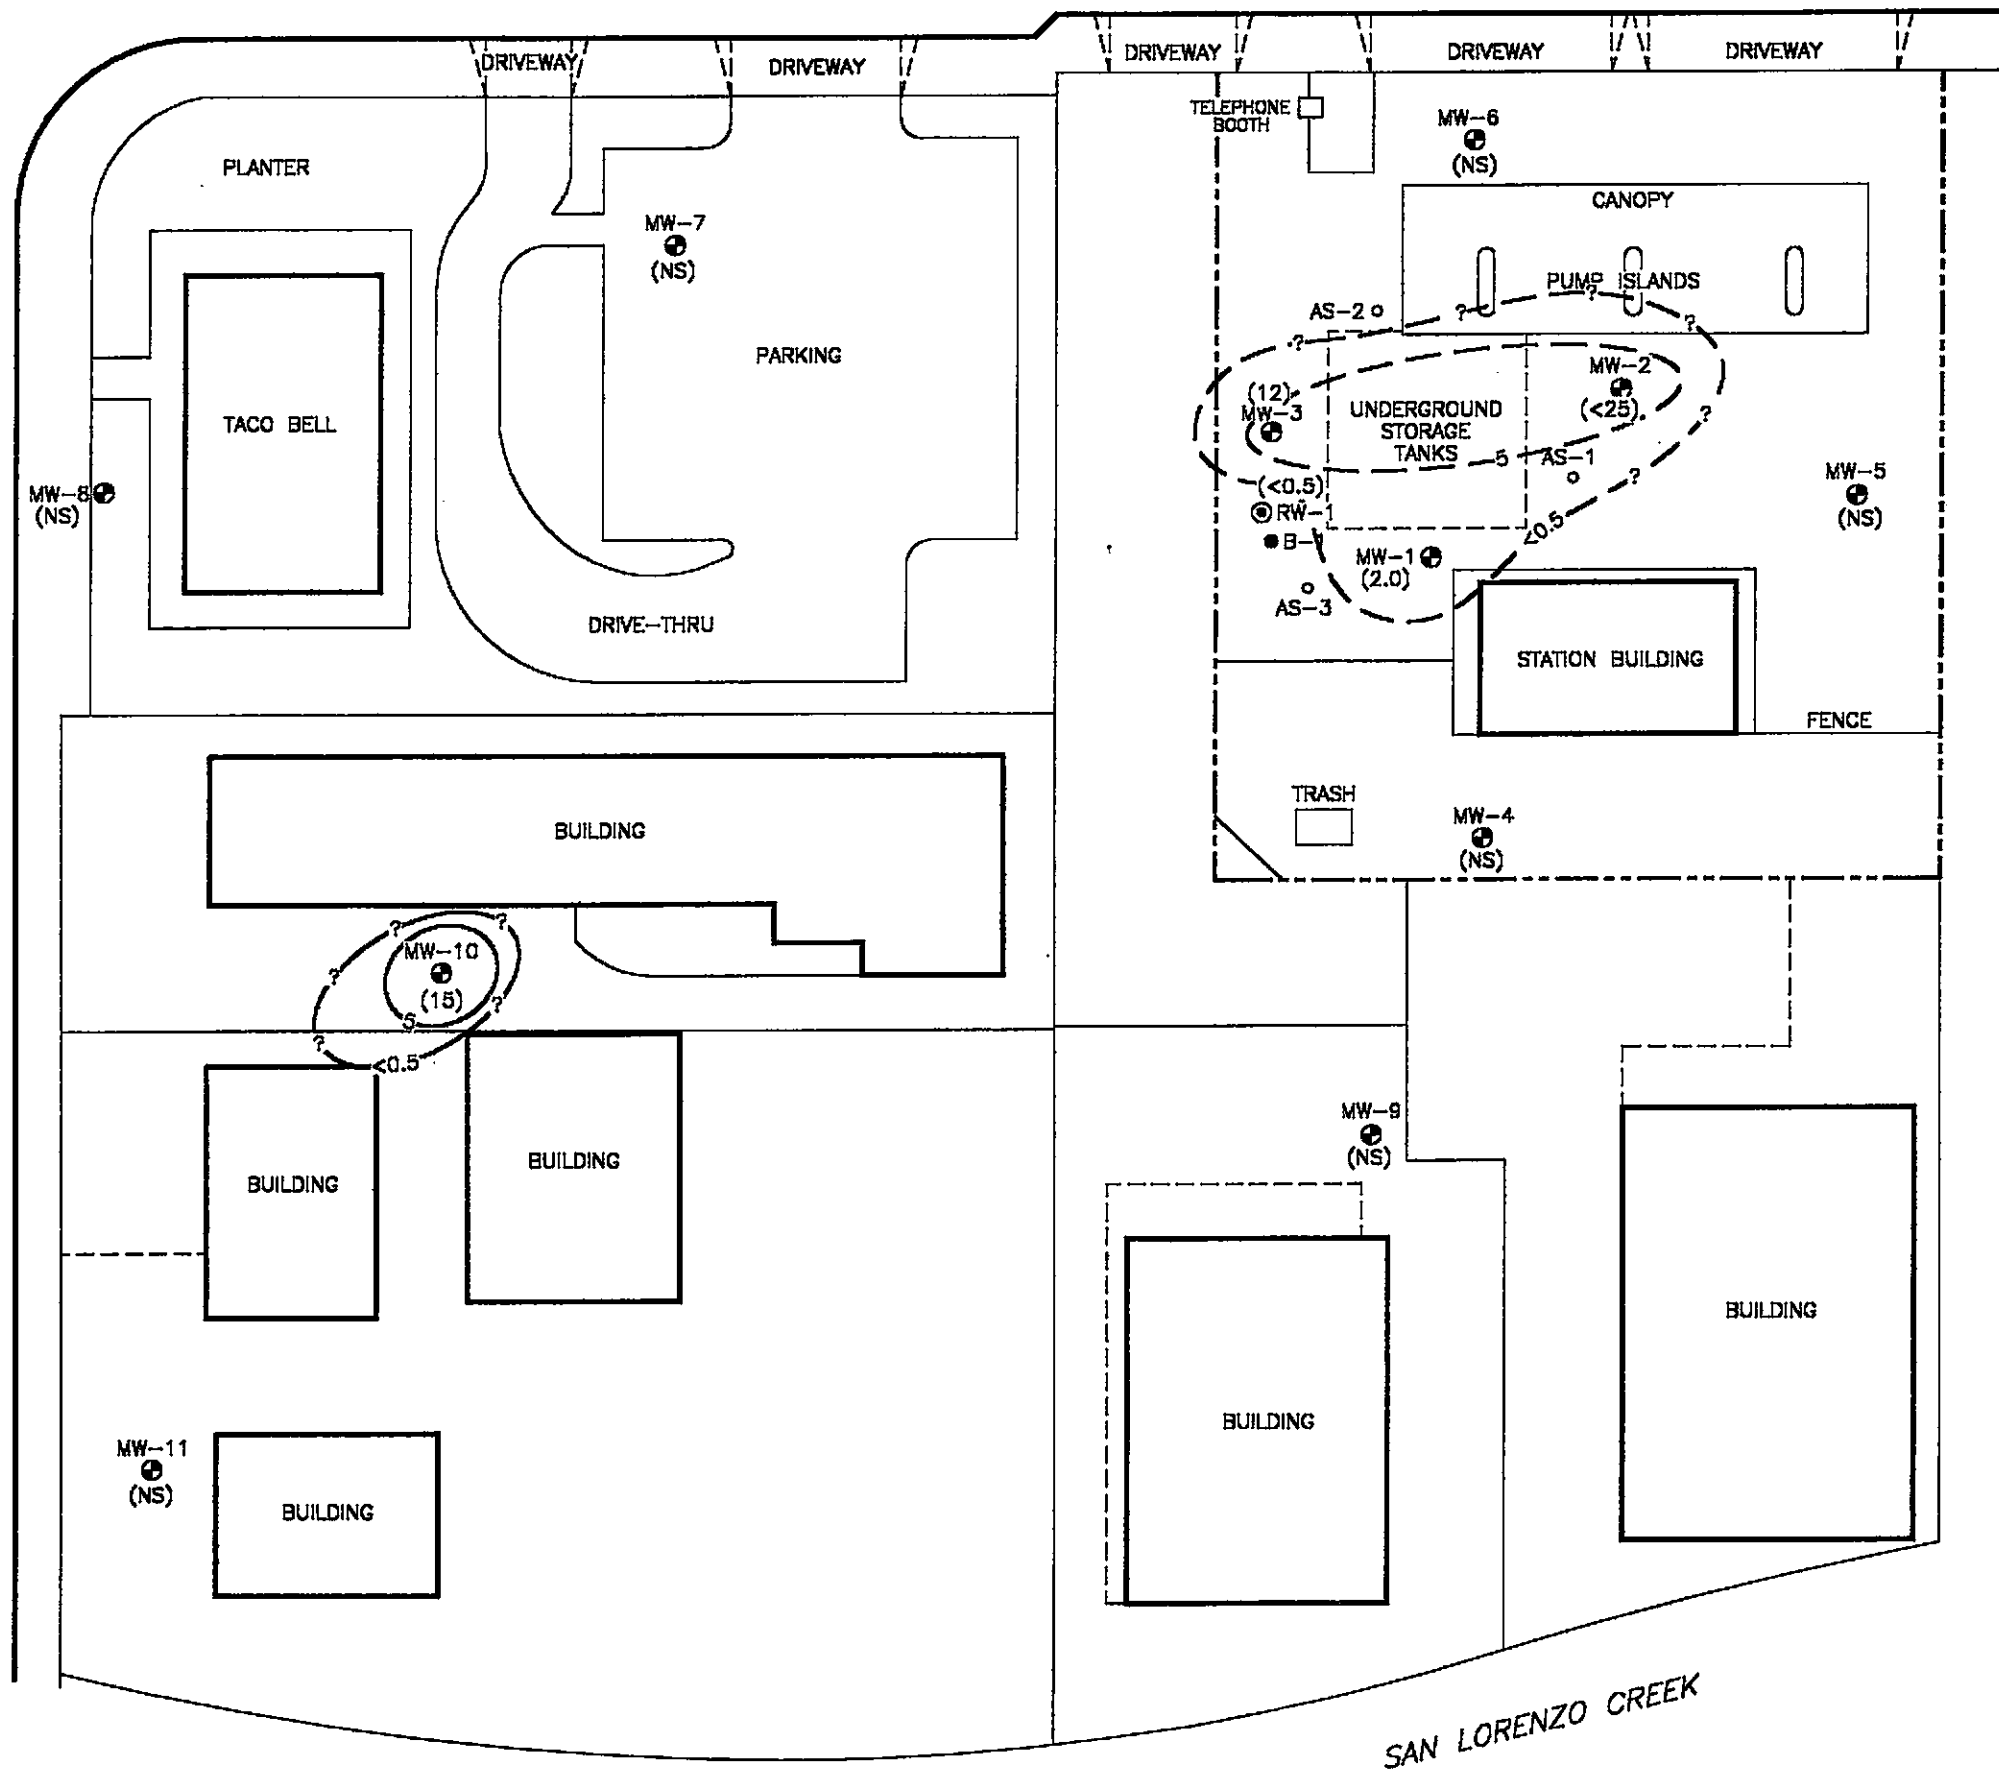 DRIVEWAY
DRIVEWAY
DRIVEWAY
DRIVEWAY
DRIVEWAY
TELEPHONE
BOOTH
MW-6
(NS)
PLANTER
CANOPY
MW-7
(NS)
PUMP ISLANDS
?
?
?
?
AS-2
PARKING
MW-2
(<25)
(12)
MW-3
UNDERGROUND
STORAGE
TANKS
?
TACO BELL
5
AS-1
?
MW-5
(NS)
MW-8
(NS)
(<0.5)
RW-1
<0.5
B-1
MW-1
(2.0)
AS-3
DRIVE-THRU
STATION BUILDING
FENCE
TRASH
BUILDING
MW-4
(NS)
?
?
MW-10
?
(15)
?
5
?
<0.5
MW-9
(NS)
BUILDING
BUILDING
BUILDING
BUILDING
MW-11
(NS)
BUILDING
SAN LORENZO CREEK